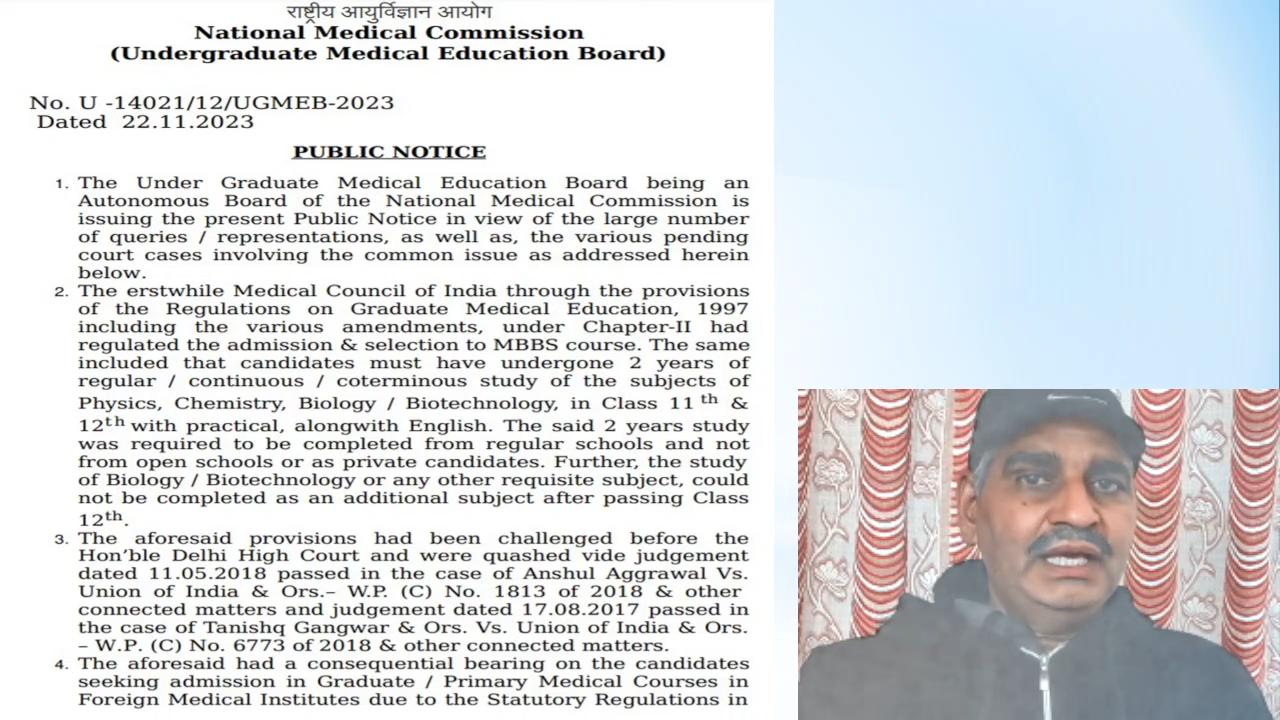 राष्ट्रीय आयुर्विज्ञान आयोग
National Medical Commission
(Undergraduate Medical Education Board)
No. U -14021/12/UGMEB-2023
Dated 22.11.2023
PUBLIC NOTICE
1. The Under Graduate Medical Education Board being an
Autonomous Board of the National Medical Commission is
issuing the present Public Notice in view of the large number
of queries / representations, as well as, the various pending
court cases involving the common issue as addressed herein
below.
2. The erstwhile Medical Council of India through the provisions
of the Regulations on Graduate Medical Education, 1997
including the various amendments, under Chapter-II had
regulated the admission & selection to MBBS course. The same
included that candidates must have undergone 2 years of
regular / continuous / coterminous study of the subjects of
Physics, Chemistry, Biology / Biotechnology, in Class 11 th &
12th with practical, alongwith English. The said 2 years study
was required to be completed from regular schools and not
from open schools or as private candidates. Further, the study
of Biology / Biotechnology or any other requisite subject, could
not be completed as an additional subject after passing Class
12th.
3. The aforesaid provisions had been challenged before the
Hon’ble Delhi High Court and were quashed vide judgement
dated 11.05.2018 passed in the case of Anshul Aggrawal Vs.
Union of India & Ors.– W.P. (C) No. 1813 of 2018 & other
connected matters and judgement dated 17.08.2017 passed in
the case of Tanishq Gangwar & Ors. Vs. Union of India & Ors.
– W.P. (C) No. 6773 of 2018 & other connected matters.
4. The aforesaid had a consequential bearing on the candidates
seeking admission in Graduate / Primary Medical Courses in
Foreign Medical Institutes due to the Statutory Regulations in